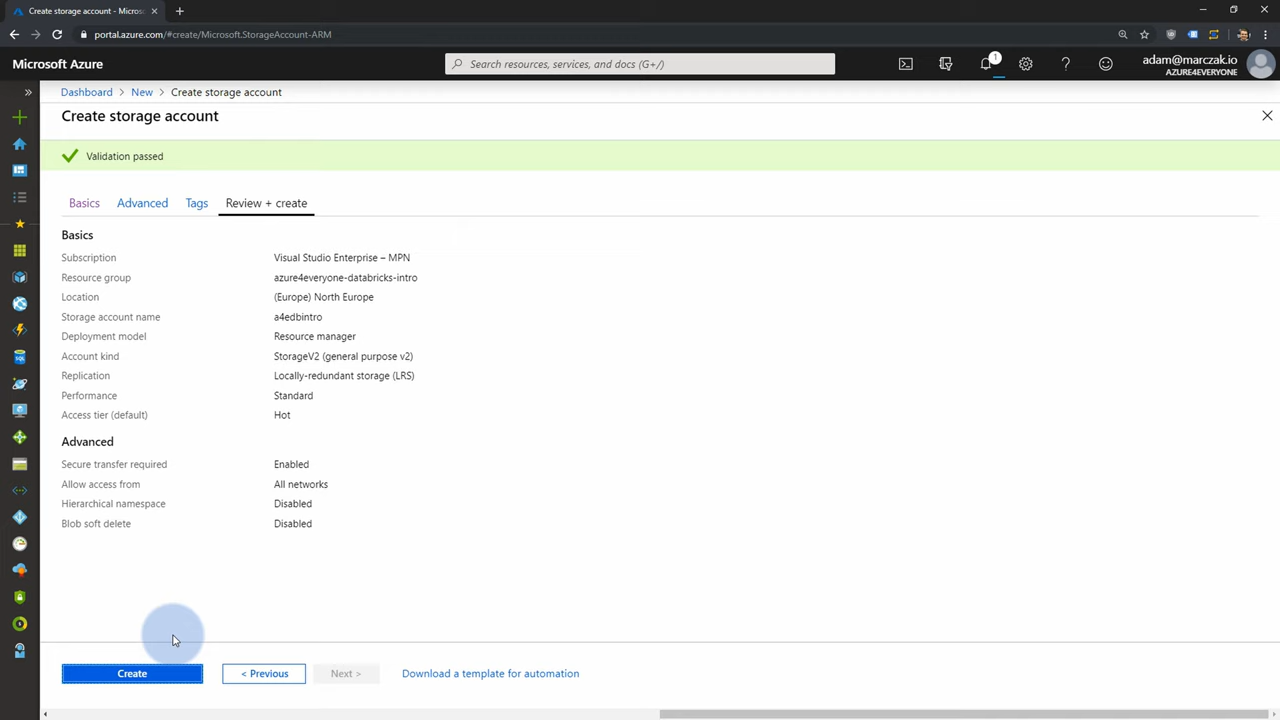 Create storage account - Micros
portal.azure.com/#create/Microsoft.StorageAccount-ARM
Microsoft Azure
Search resources, services, and docs (G+/)
1
adam@marczak.io
AZURE4EVERYONE
Dashboard > New > Create storage account
Create storage account
Validation passed
Basics Advanced Tags Review + create
Basics
Subscription Visual Studio Enterprise – MPN
Resource group azure4everyone-databricks-intro
Location (Europe) North Europe
Storage account name a4edbintro
Deployment model Resource manager
Account kind StorageV2 (general purpose v2)
Replication Locally-redundant storage (LRS)
Performance Standard
Access tier (default) Hot
Advanced
Secure transfer required Enabled
Allow access from All networks
Hierarchical namespace Disabled
Blob soft delete Disabled
Create < Previous Next > Download a template for automation